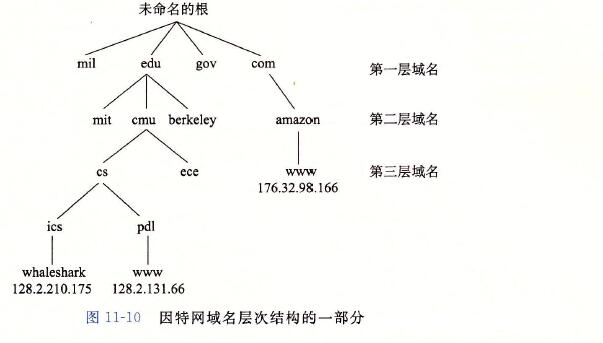 未命名的根
mil edu gov com 第一层域名
mit cmu berkeley amazon 第二层域名
cs ece www 第三层域名
176.32.98.166
ics pdl
whaleshark www
128.2.210.175 128.2.131.66
图 11-10 因特网域名层次结构的一部分